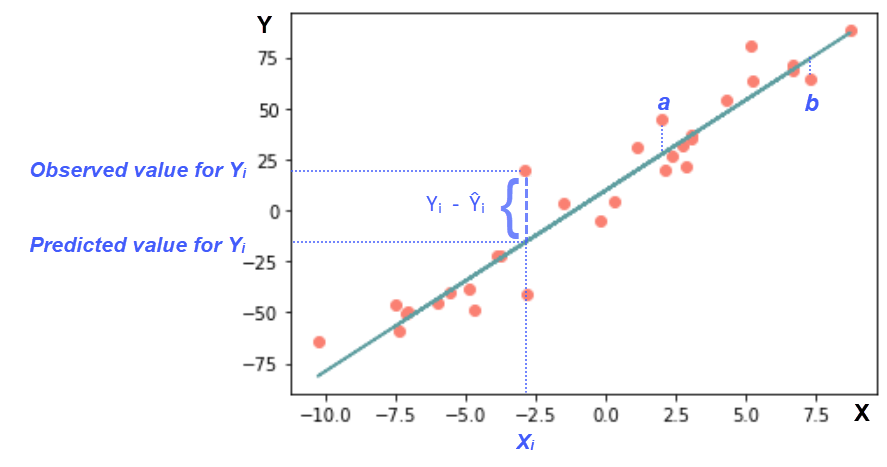 Y
75
50
25
0
−25
−50
−75
Observed value for Yᵢ
Predicted value for Yᵢ
Yᵢ - Ŷᵢ
a
b
−10.0 −7.5 −5.0 −2.5 0.0 2.5 5.0 7.5 X
Xᵢ